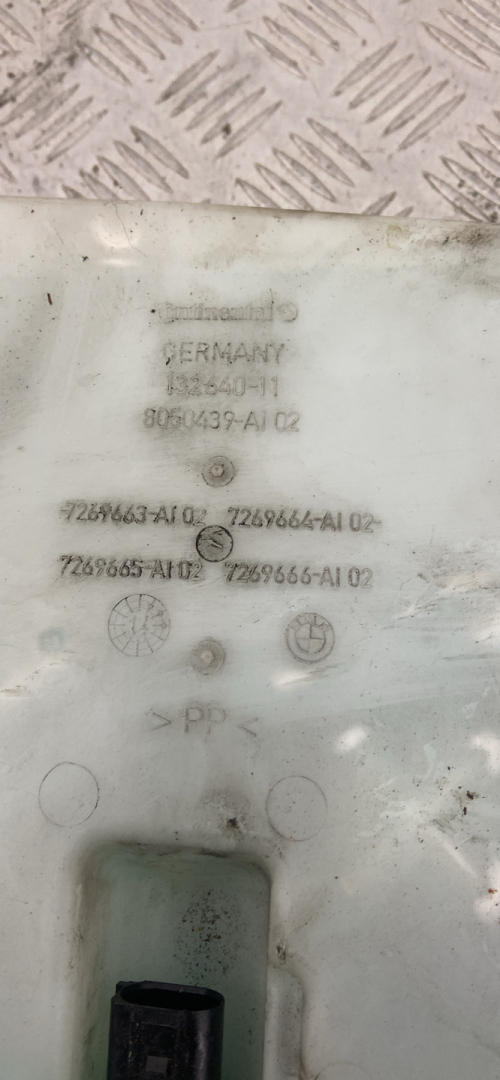 Continental
GERMANY
132640-11
8050439-AI 02
7269663-AI 02 7269664-AI 02
7269665-AI 02 7269666-AI 02
> PP <